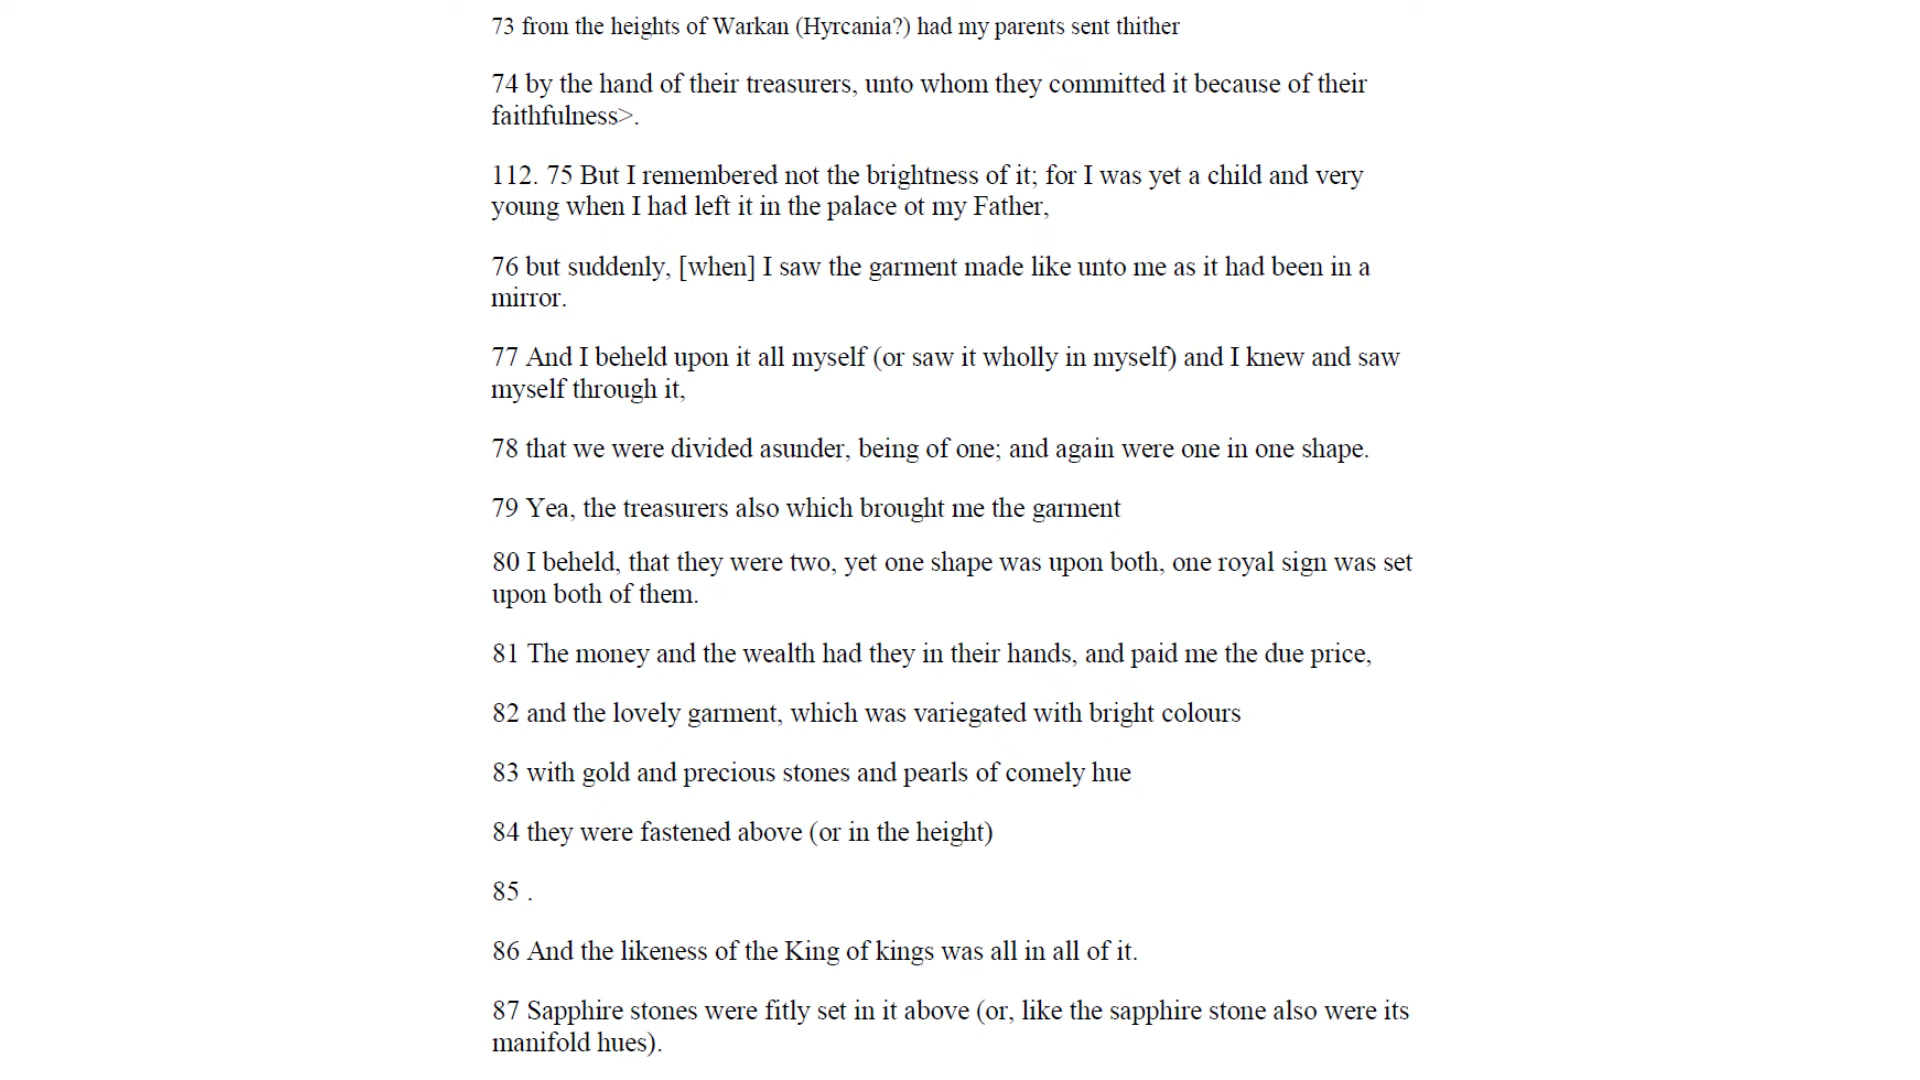 73 from the heights of Warkan (Hyrcania?) had my parents sent thither
74 by the hand of their treasurers, unto whom they committed it because of their
faithfulness>.
112. 75 But I remembered not the brightness of it; for I was yet a child and very
young when I had left it in the palace ot my Father,
76 but suddenly, [when] I saw the garment made like unto me as it had been in a
mirror.
77 And I beheld upon it all myself (or saw it wholly in myself) and I knew and saw
myself through it,
78 that we were divided asunder, being of one; and again were one in one shape.
79 Yea, the treasurers also which brought me the garment
80 I beheld, that they were two, yet one shape was upon both, one royal sign was set
upon both of them.
81 The money and the wealth had they in their hands, and paid me the due price,
82 and the lovely garment, which was variegated with bright colours
83 with gold and precious stones and pearls of comely hue
84 they were fastened above (or in the height)
85 .
86 And the likeness of the King of kings was all in all of it.
87 Sapphire stones were fitly set in it above (or, like the sapphire stone also were its
manifold hues).